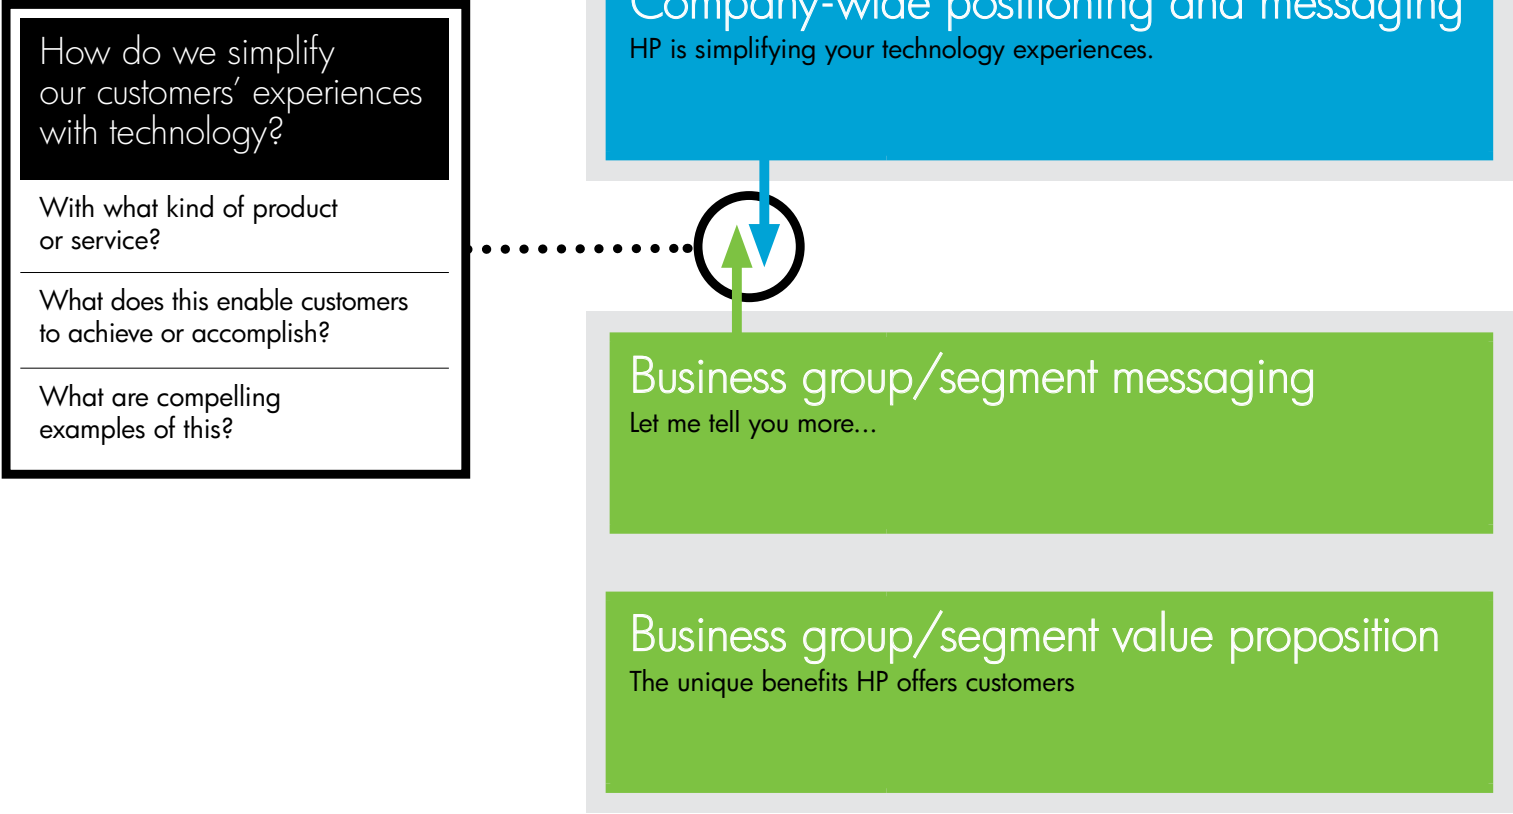 How do we simplify
our customers’ experiences
with technology?
With what kind of product
or service?
What does this enable customers
to achieve or accomplish?
What are compelling
examples of this?
Company-wide positioning and messaging
HP is simplifying your technology experiences.
Business group/segment messaging
Let me tell you more...
Business group/segment value proposition
The unique benefits HP offers customers